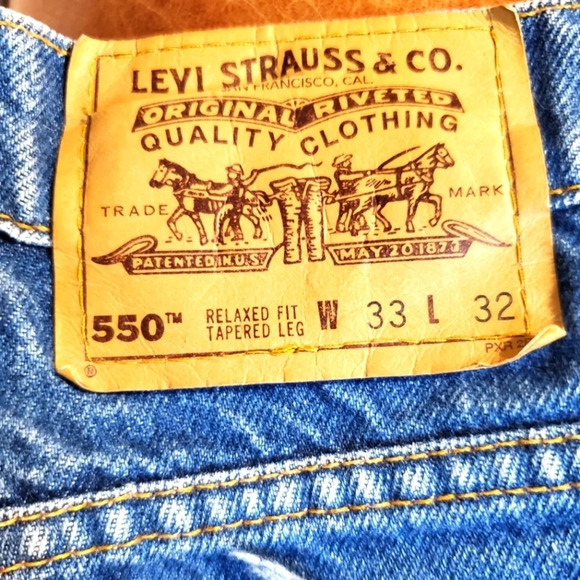 LEVI STRAUSS & CO.
SAN FRANCISCO, CAL.
ORIGINAL RIVETED
QUALITY CLOTHING
TRADE MARK
PATENTED IN U.S. MAY 20 1873
550™ RELAXED FIT W 33 L 32
TAPERED LEG
®